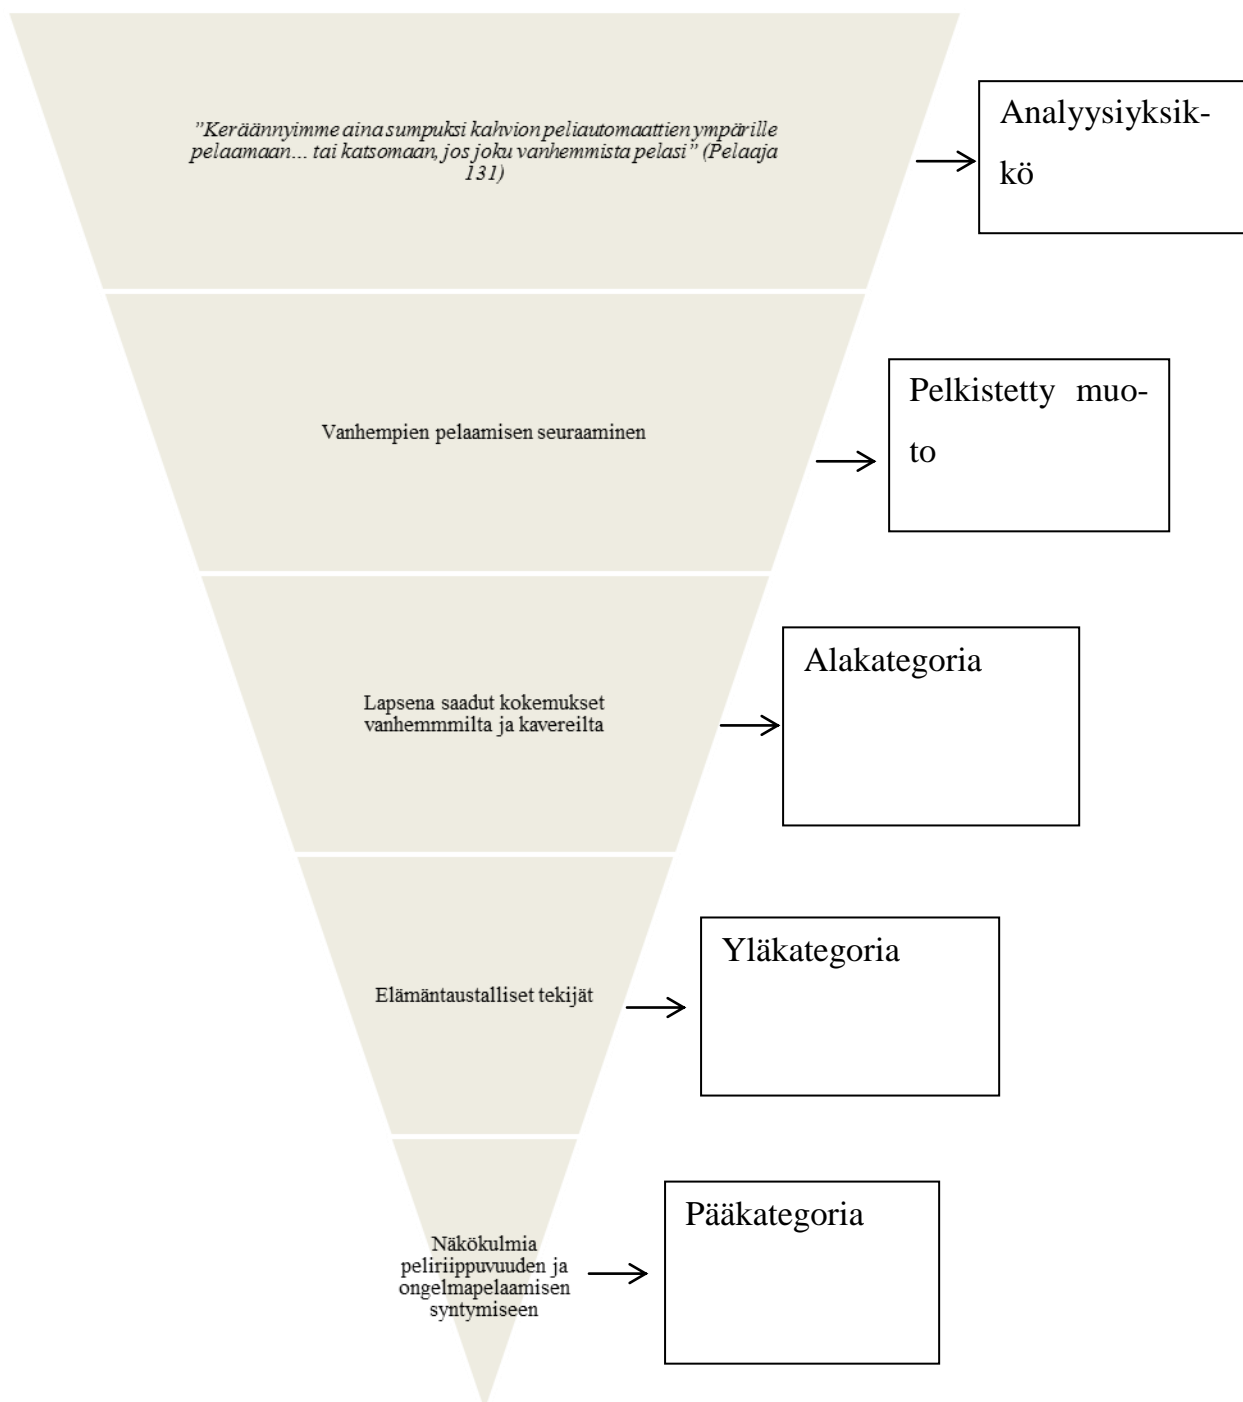 ”Keräännyimme aina sumpuksi kahvion peliautomaattien ympärille
pelaamaan... tai katsomaan, jos joku vanhemmista pelasi” (Pelaaja
131)
Analyysiyksik-
kö
Vanhempien pelaamisen seuraaminen
Pelkistetty muo-
to
Lapsena saadut kokemukset
vanhemmmilta ja kavereilta
Alakategoria
Elämäntaustalliset tekijät
Yläkategoria
Näkökulmia
peliriippuvuuden ja
ongelmapelaamisen
syntymiseen
Pääkategoria